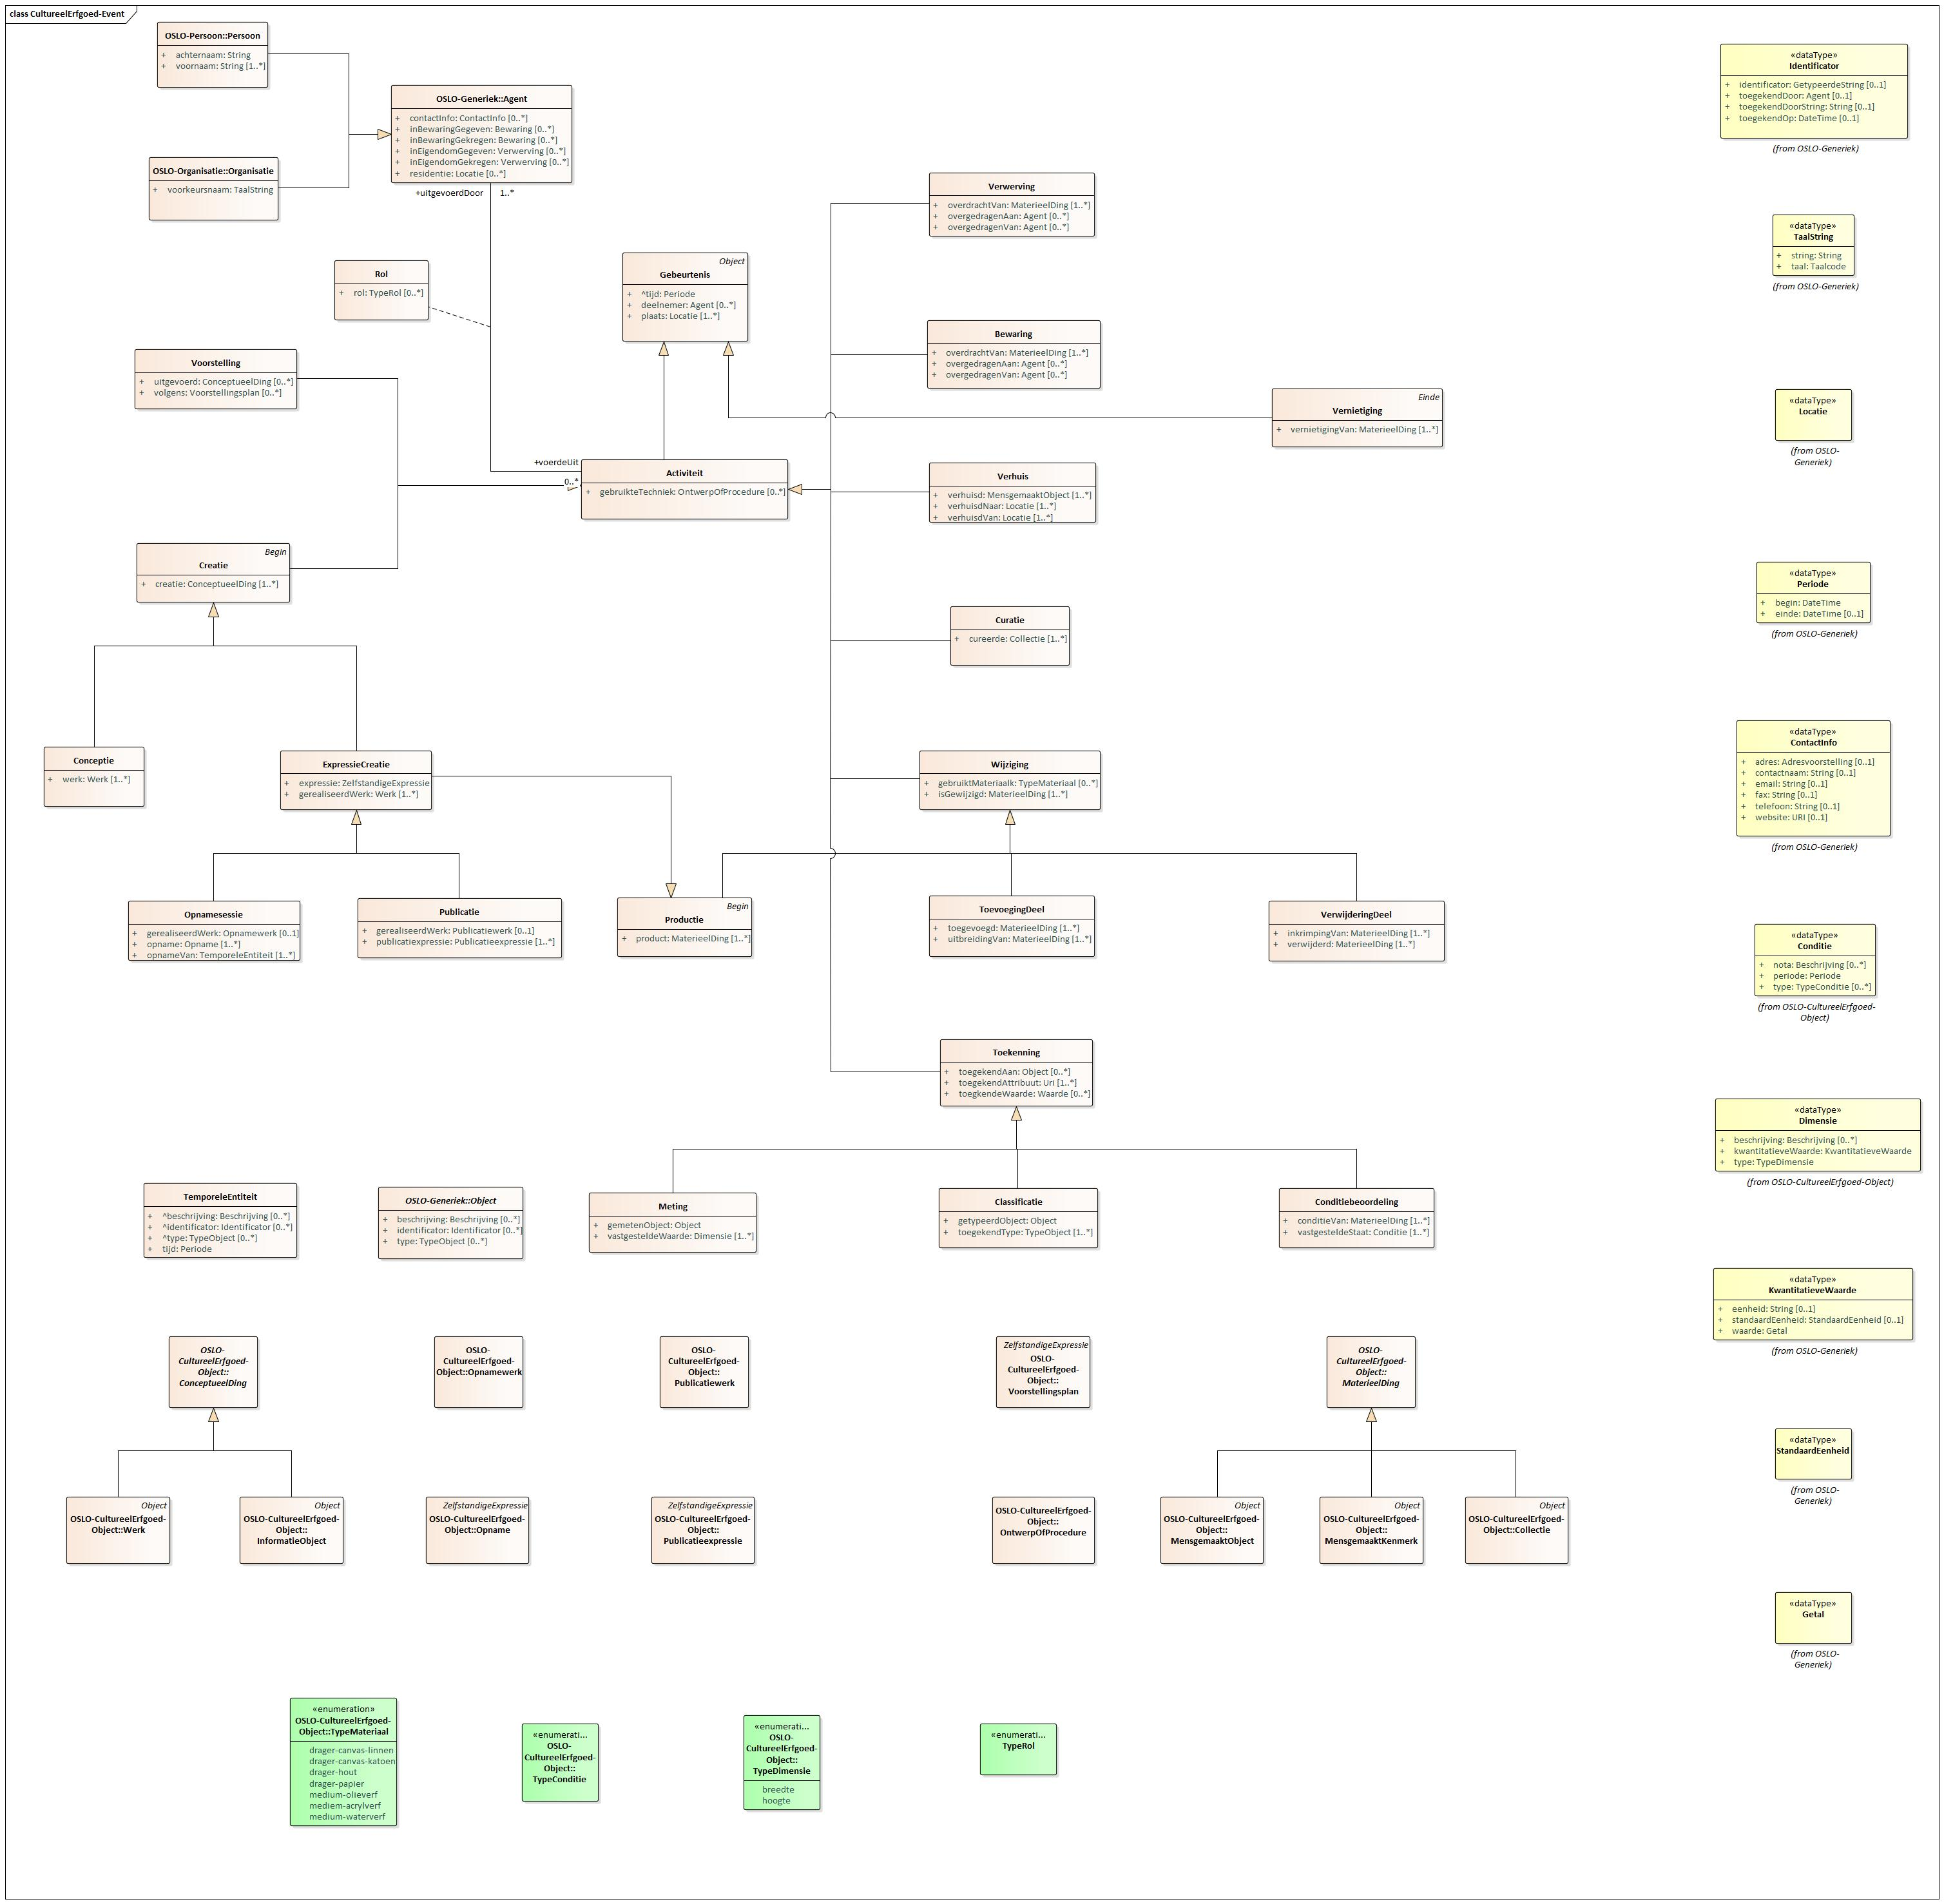 class CultureelErfgoed-Event
OSLO-Persoon::Persoon
+ achternaam: String
+ voornaam: String [1..*]
OSLO-Generiek::Agent
+ contactInfo: ContactInfo [0..*]
+ inBewaringGegeven: Bewaring [0..*]
+ inBewaringGekregen: Bewaring [0..*]
+ inEigendomGegeven: Verwerving [0..*]
+ inEigendomGekregen: Verwerving [0..*]
+ residentie: Locatie [0..*]
OSLO-Organisatie::Organisatie
+ voorkeursnaam: TaalString
+uitgevoerdDoor 1..*
Rol
+ rol: TypeRol [0..*]
Object
Gebeurtenis
+ ^tijd: Periode
+ deelnemer: Agent [0..*]
+ plaats: Locatie [1..*]
Verwerving
+ overdrachtVan: MaterieelDing [1..*]
+ overgedragenAan: Agent [0..*]
+ overgedragenVan: Agent [0..*]
Bewaring
+ overdrachtVan: MaterieelDing [1..*]
+ overgedragenAan: Agent [0..*]
+ overgedragenVan: Agent [0..*]
Voorstelling
+ uitgevoerd: ConceptueelDing [0..*]
+ volgens: Voorstellingsplan [0..*]
Einde
Vernietiging
+ vernietigingVan: MaterieelDing [1..*]
+voerdeUit
0..*
Activiteit
+ gebruikteTechniek: OntwerpOfProcedure [0..*]
Verhuis
+ verhuisd: MensgemaaktObject [1..*]
+ verhuisdNaar: Locatie [1..*]
+ verhuisdVan: Locatie [1..*]
Begin
Creatie
+ creatie: ConceptueelDing [1..*]
Curatie
+ cureerde: Collectie [1..*]
Conceptie
+ werk: Werk [1..*]
ExpressieCreatie
+ expressie: ZelfstandigeExpressie
+ gerealiseerdWerk: Werk [1..*]
Wijziging
+ gebruiktMateriaalk: TypeMateriaal [0..*]
+ isGewijzigd: MaterieelDing [1..*]
Opnamesessie
+ gerealiseerdWerk: Opnamewerk [0..1]
+ opname: Opname [1..*]
+ opnameVan: TemporeleEntiteit [1..*]
Publicatie
+ gerealiseerdWerk: Publicatiewerk [0..1]
+ publicatiexpressie: Publicatieexpressie [1..*]
Begin
Productie
+ product: MaterieelDing [1..*]
ToevoegingDeel
+ toegevoegd: MaterieelDing [1..*]
+ uitbreidingVan: MaterieelDing [1..*]
VerwijderingDeel
+ inkrimpingVan: MaterieelDing [1..*]
+ verwijderd: MaterieelDing [1..*]
Toekenning
+ toegekendAan: Object [0..*]
+ toegekendAttribuut: Uri [1..*]
+ toegkendeWaarde: Waarde [0..*]
TemporeleEntiteit
+ ^beschrijving: Beschrijving [0..*]
+ ^identificator: Identificator [0..*]
+ ^type: TypeObject [0..*]
+ tijd: Periode
OSLO-Generiek::Object
+ beschrijving: Beschrijving [0..*]
+ identificator: Identificator [0..*]
+ type: TypeObject [0..*]
Meting
+ gemetenObject: Object
+ vastgesteldeWaarde: Dimensie [1..*]
Classificatie
+ getypeerdObject: Object
+ toegekendType: TypeObject [1..*]
Conditiebeoordeling
+ conditieVan: MaterieelDing [1..*]
+ vastgesteldeStaat: Conditie [1..*]
OSLO-
CultureelErfgoed-
Object::
ConceptueelDing
OSLO-
CultureelErfgoed-
Object::Opnamewerk
OSLO-
CultureelErfgoed-
Object::
Publicatiewerk
ZelfstandigeExpressie
OSLO-
CultureelErfgoed-
Object::
Voorstellingsplan
OSLO-
CultureelErfgoed-
Object::
MaterieelDing
Object
OSLO-CultureelErfgoed-
Object::Werk
Object
OSLO-CultureelErfgoed-
Object::
InformatieObject
ZelfstandigeExpressie
OSLO-CultureelErfgoed-
Object::Opname
ZelfstandigeExpressie
OSLO-CultureelErfgoed-
Object::
Publicatieexpressie
OSLO-CultureelErfgoed-
Object::
OntwerpOfProcedure
Object
OSLO-CultureelErfgoed-
Object::
MensgemaaktObject
Object
OSLO-CultureelErfgoed-
Object::
MensgemaaktKenmerk
Object
OSLO-CultureelErfgoed-
Object::Collectie
«enumeration»
OSLO-CultureelErfgoed-
Object::TypeMateriaal
drager-canvas-linnen
drager-canvas-katoen
drager-hout
drager-papier
medium-olieverf
mediem-acrylverf
medium-waterverf
«enumerati...
OSLO-
CultureelErfgoed-
Object::
TypeConditie
«enumerati...
OSLO-
CultureelErfgoed-
Object::
TypeDimensie
breedte
hoogte
«enumerati...
TypeRol
«dataType»
Identificator
+ identificator: GetypeerdeString [0..1]
+ toegekendDoor: Agent [0..1]
+ toegekendDoorString: String [0..1]
+ toegekendOp: DateTime [0..1]
(from OSLO-Generiek)
«dataType»
TaalString
+ string: String
+ taal: Taalcode
(from OSLO-Generiek)
«dataType»
Locatie
(from OSLO-
Generiek)
«dataType»
Periode
+ begin: DateTime
+ einde: DateTime [0..1]
(from OSLO-Generiek)
«dataType»
ContactInfo
+ adres: Adresvoorstelling [0..1]
+ contactnaam: String [0..1]
+ email: String [0..1]
+ fax: String [0..1]
+ telefoon: String [0..1]
+ website: URI [0..1]
(from OSLO-Generiek)
«dataType»
Conditie
+ nota: Beschrijving [0..*]
+ periode: Periode
+ type: TypeConditie [0..*]
(from OSLO-CultureelErfgoed-
Object)
«dataType»
Dimensie
+ beschrijving: Beschrijving [0..*]
+ kwantitatieveWaarde: KwantitatieveWaarde
+ type: TypeDimensie
(from OSLO-CultureelErfgoed-Object)
«dataType»
KwantitatieveWaarde
+ eenheid: String [0..1]
+ standaardEenheid: StandaardEenheid [0..1]
+ waarde: Getal
(from OSLO-Generiek)
«dataType»
StandaardEenheid
(from OSLO-
Generiek)
«dataType»
Getal
(from OSLO-
Generiek)